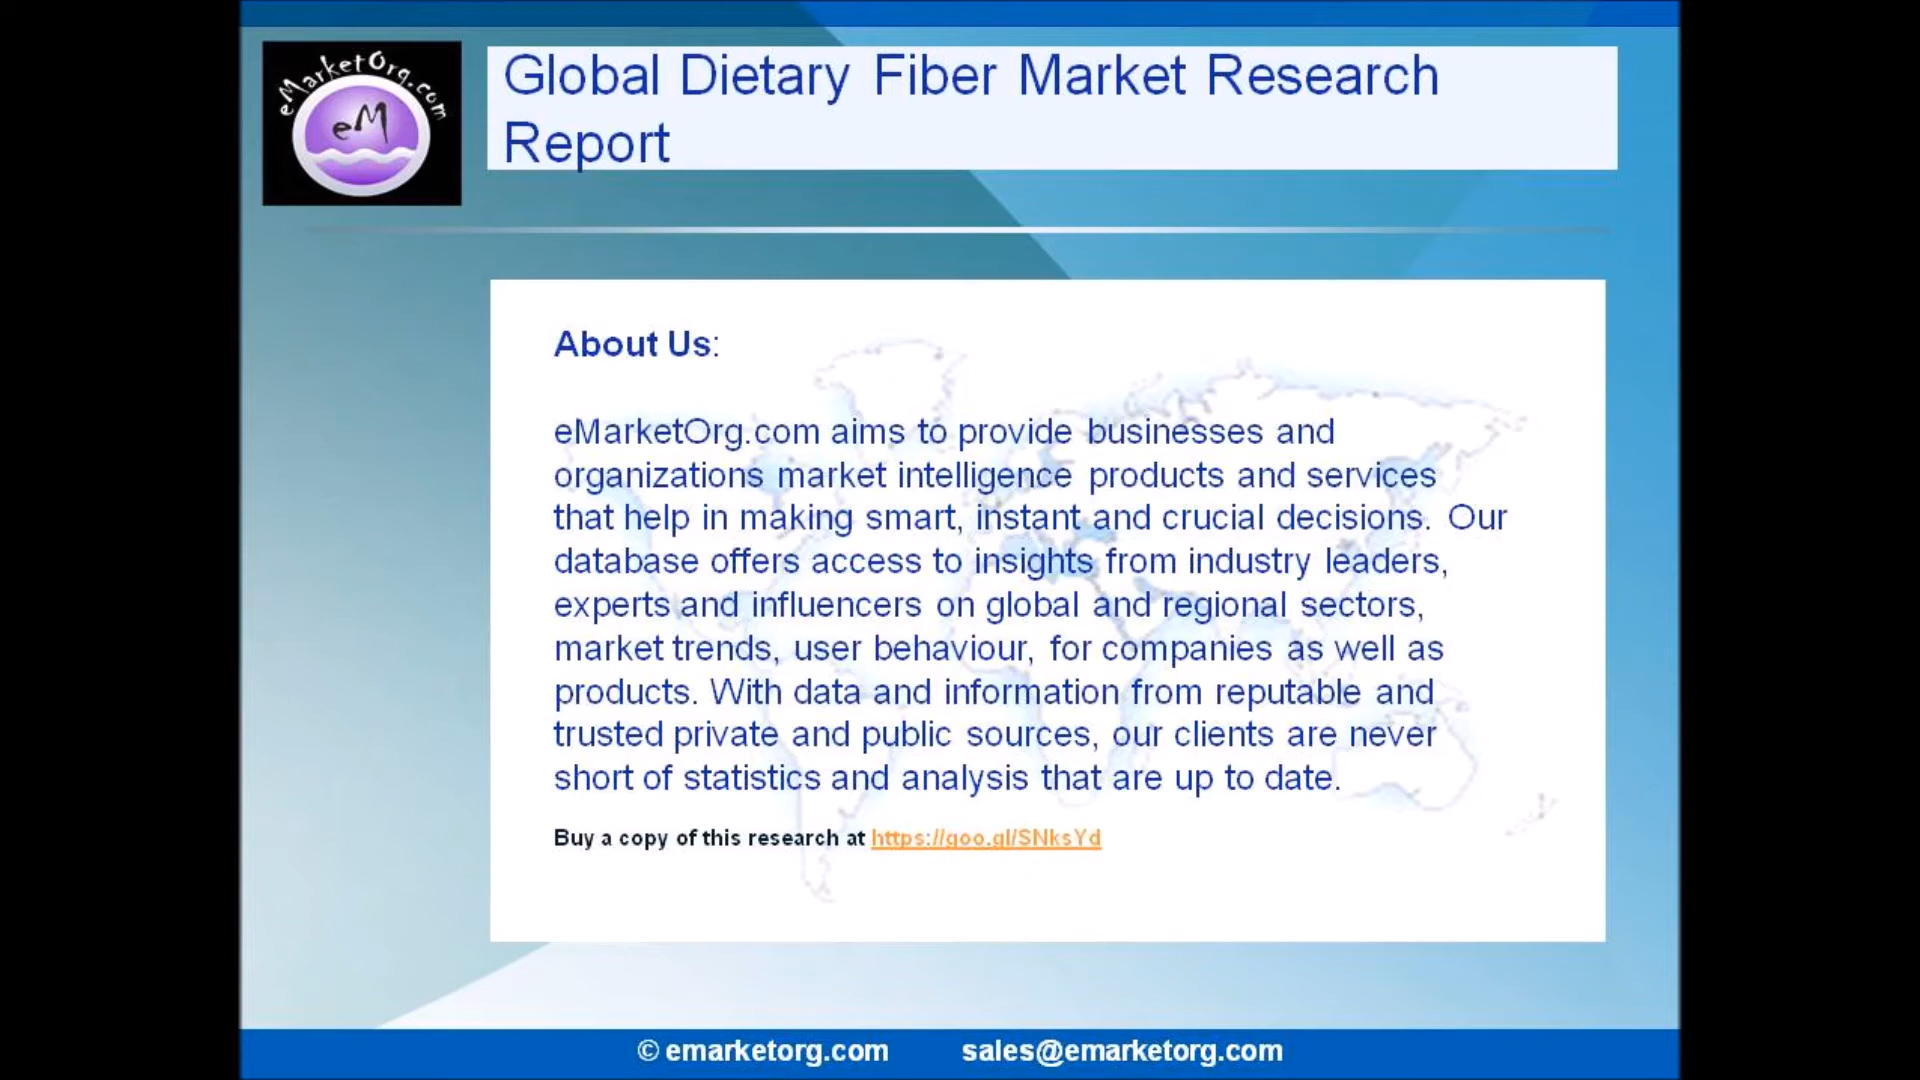 eMarketOrg.com
eM
Global Dietary Fiber Market Research
Report
About Us:
eMarketOrg.com aims to provide businesses and
organizations market intelligence products and services
that help in making smart, instant and crucial decisions. Our
database offers access to insights from industry leaders,
experts and influencers on global and regional sectors,
market trends, user behaviour, for companies as well as
products. With data and information from reputable and
trusted private and public sources, our clients are never
short of statistics and analysis that are up to date.
Buy a copy of this research at https://goo.gl/SNksYd
© emarketorg.com sales@emarketorg.com